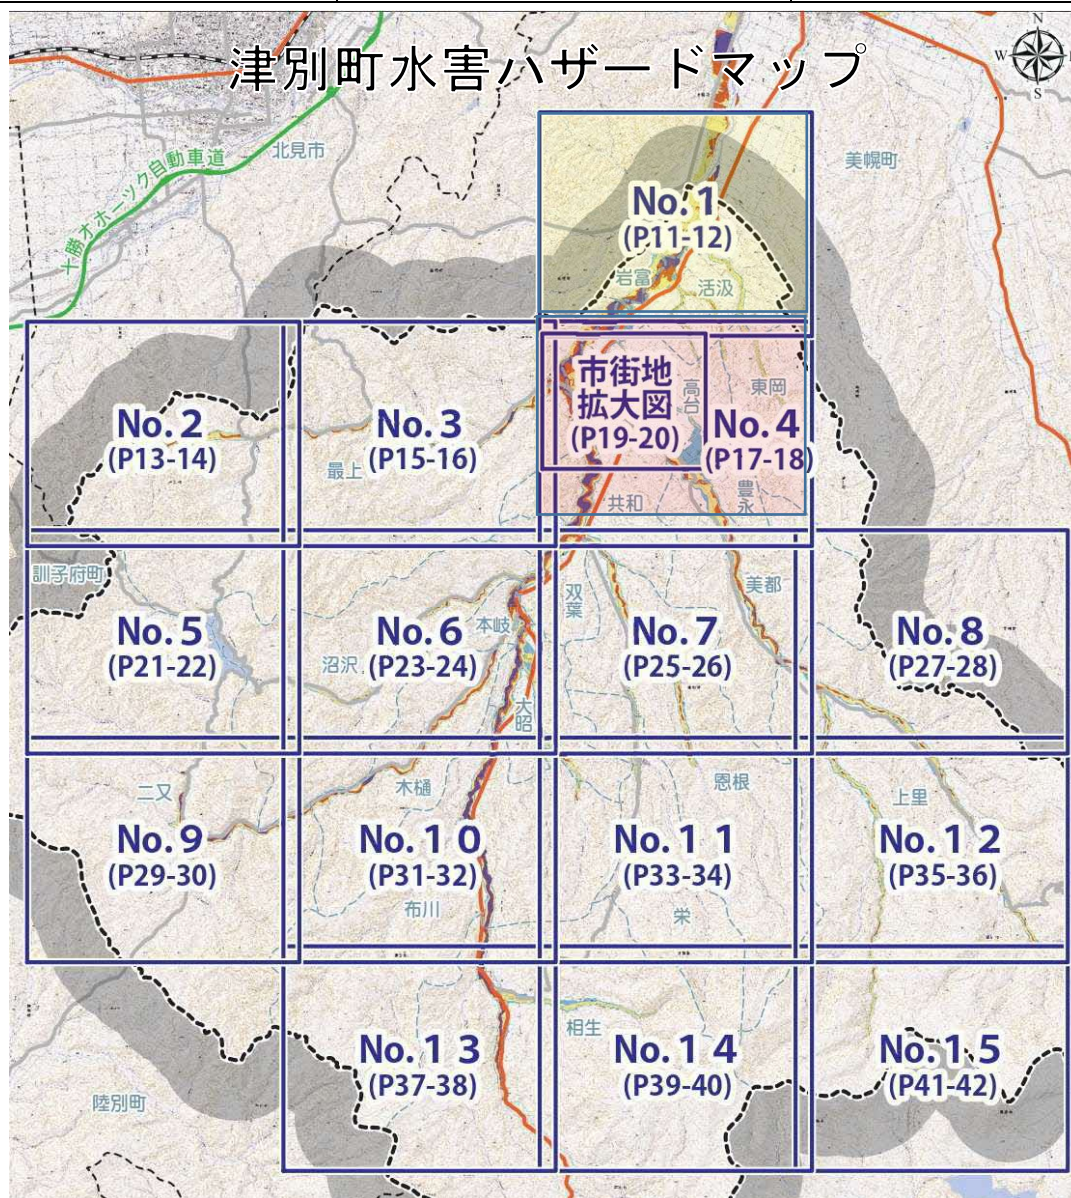 津別町水害ハザードマップ
N
W
S
北見市
美幌町
十勝オホーツク自動車道
No.1
(P11-12)
岩富
活汲
市街地
拡大図
(P19-20)
高台
東岡
No.2
(P13-14)
No.3
(P15-16)
No.4
(P17-18)
最上
共和
豊永
訓子府町
双葉
美都
No.5
(P21-22)
No.6
(P23-24)
本岐
No.7
(P25-26)
No.8
(P27-28)
沼沢
大昭
二又
木樋
恩根
上里
No.9
(P29-30)
No.10
(P31-32)
No.11
(P33-34)
No.12
(P35-36)
布川
栄
相生
No.13
(P37-38)
No.14
(P39-40)
No.15
(P41-42)
陸別町